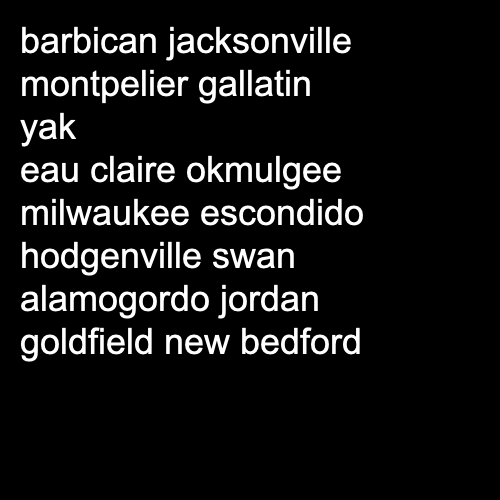 barbican jacksonville
montpelier gallatin
yak
eau claire okmulgee
milwaukee escondido
hodgenville swan
alamogordo jordan
goldfield new bedford